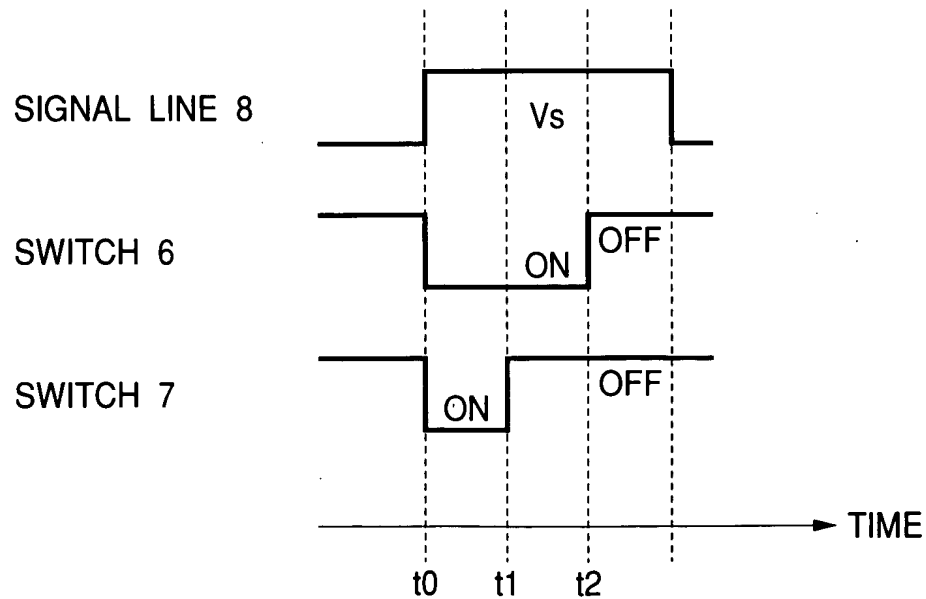 SIGNAL LINE 8
Vs
SWITCH 6
ON
OFF
SWITCH 7
ON
OFF
TIME
t0
t1
t2